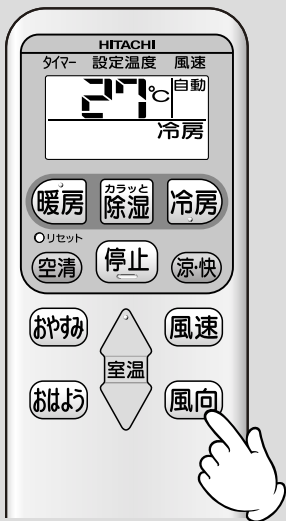 HITACHI
タイマー 設定温度 風速
27℃ 自動
冷房
暖房 カラッと除湿 冷房
リセット
空清 停止 涼・快
おやすみ 風速
室温
おはよう 風向